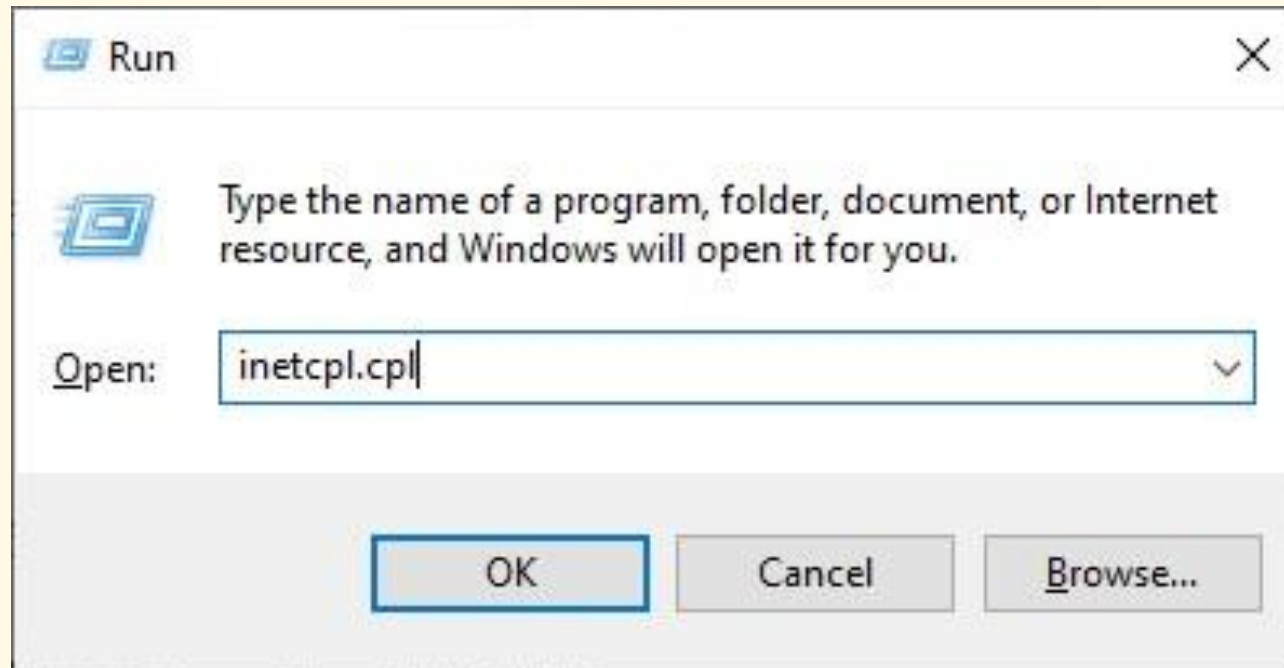 Run
Type the name of a program, folder, document, or Internet
resource, and Windows will open it for you.
Open: inetcpl.cpl
OK Cancel Browse...